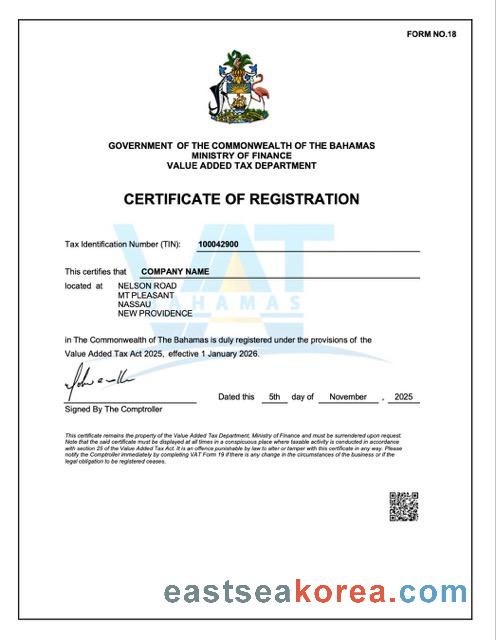 FORM NO.18
GOVERNMENT OF THE COMMONWEALTH OF THE BAHAMAS
MINISTRY OF FINANCE
VALUE ADDED TAX DEPARTMENT
CERTIFICATE OF REGISTRATION
VAT
BAHAMAS
Tax Identification Number (TIN): 100042900
This certifies that COMPANY NAME
located at NELSON ROAD
MT PLEASANT
NASSAU
NEW PROVIDENCE
in The Commonwealth of The Bahamas is duly registered under the provisions of the
Value Added Tax Act 2025, effective 1 January 2026.
Dated this 5th day of November , 2025
Signed By The Comptroller
This certificate remains the property of the Value Added Tax Department, Ministry of Finance and must be surrendered upon request.
Note that the said certificate must be displayed at all times in a conspicuous place where taxable activity is conducted in accordance
with section 25 of the Value Added Tax Act. It is an offence punishable by law to alter or tamper with this certificate in any way. Please
notify the Comptroller immediately by completing VAT Form 19 if there is any change in the circumstances of the business or if the
legal obligation to be registered ceases.
eastseakorea.com